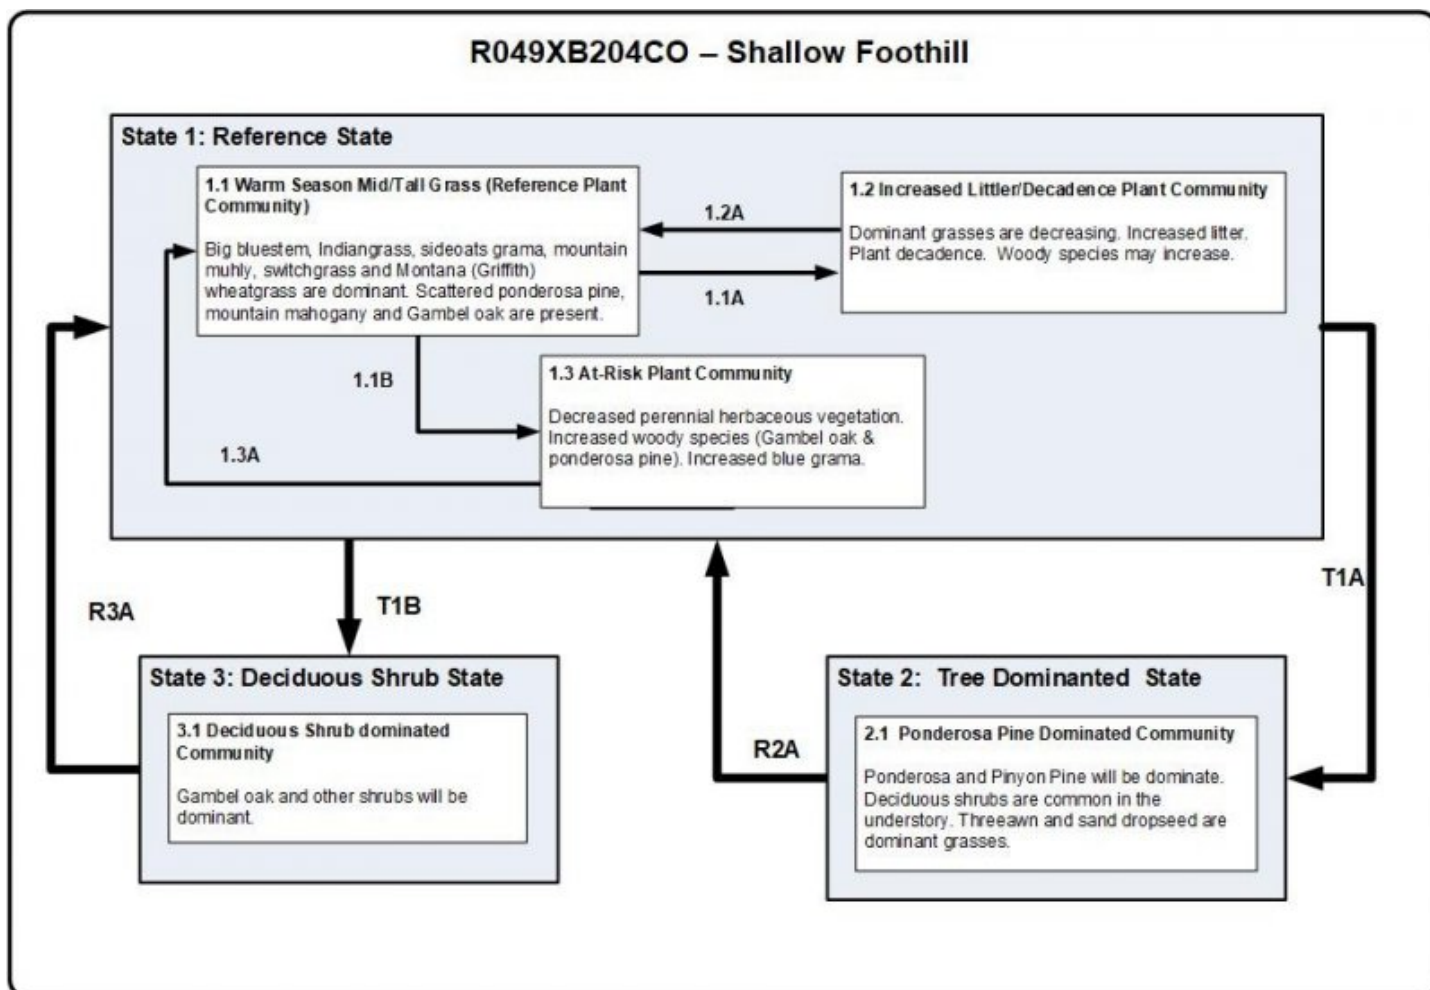 R049XB204CO – Shallow Foothill
State 1: Reference State
1.1 Warm Season Mid/Tall Grass (Reference Plant
Community)
Big bluestem, Indiangrass, sideoats grama, mountain
muhly, switchgrass and Montana (Griffith)
wheatgrass are dominant. Scattered ponderosa pine,
mountain mahogany and Gambel oak are present.
1.2A
1.1A
1.2 Increased Littler/Decadence Plant Community
Dominant grasses are decreasing. Increased litter.
Plant decadence. Woody species may increase.
1.1B
1.3A
1.3 At-Risk Plant Community
Decreased perennial herbaceous vegetation.
Increased woody species (Gambel oak &
ponderosa pine). Increased blue grama.
R3A
T1B
T1A
R2A
State 3: Deciduous Shrub State
3.1 Deciduous Shrub dominated
Community
Gambel oak and other shrubs will be
dominant.
State 2: Tree Dominanted State
2.1 Ponderosa Pine Dominated Community
Ponderosa and Pinyon Pine will be dominate.
Deciduous shrubs are common in the
understory. Threeawn and sand dropseed are
dominant grasses.